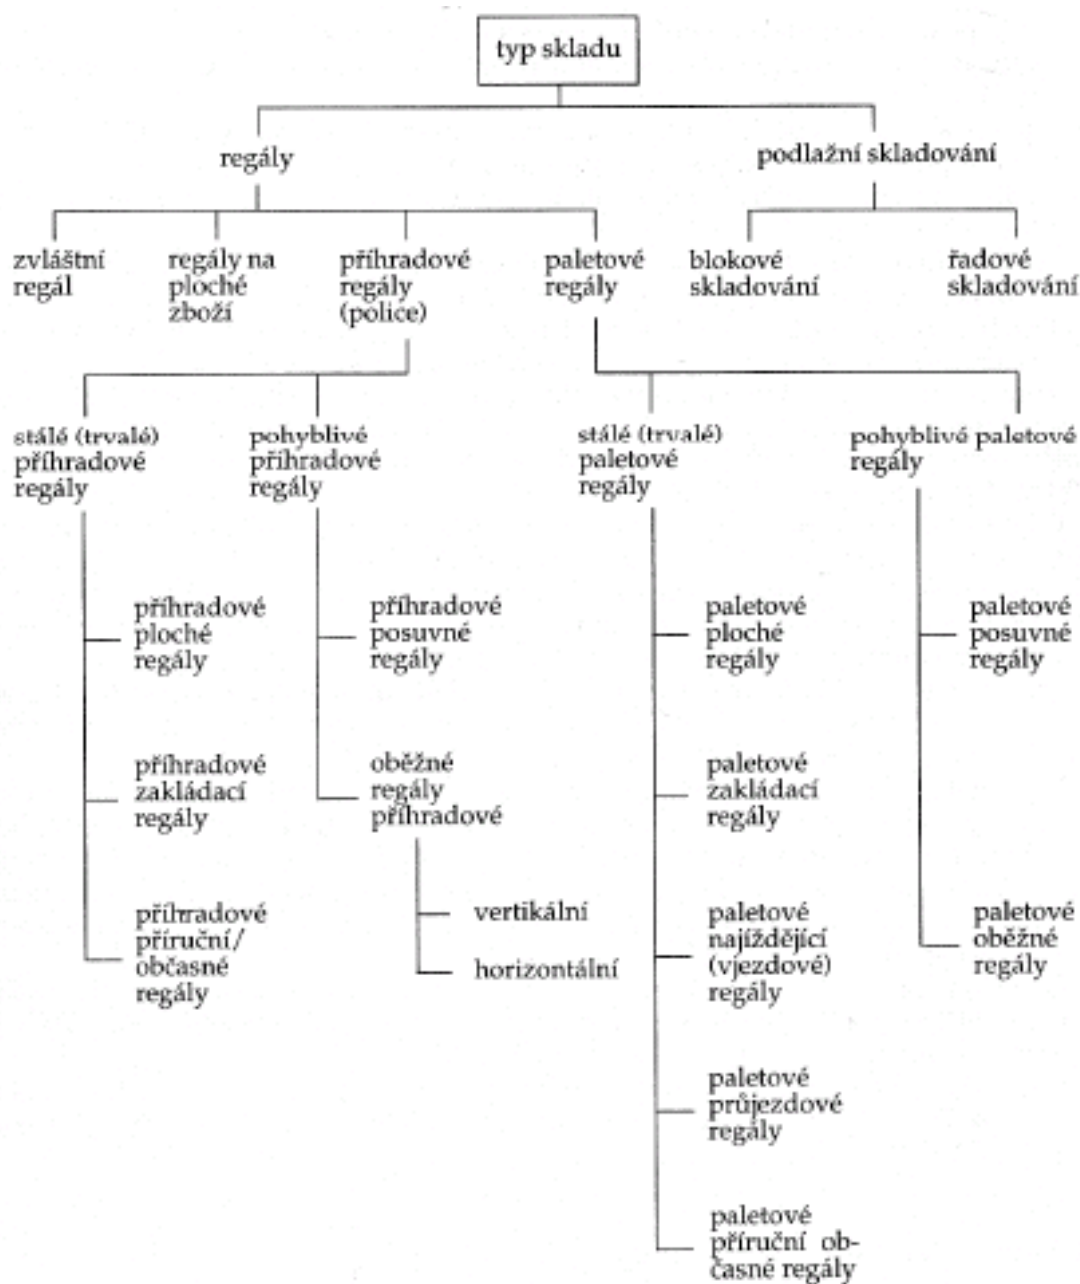 typ skladu
regály
podlažní skladování
zvláštní
regál
regály na
ploché
zboží
příhradové
regály
(police)
paletové
regály
blokové
skladování
řadové
skladování
stálé (trvalé)
příhradové
regály
pohyblivé
přihradové
regály
stálé (trvalé)
paletové
regály
pohyblivé paletové
regály
příhradové
ploché
regály
příhradové
zakládací
regály
příhradové
příruční/
občasné
regály
příhradové
posuvné
regály
oběžné
regály
příhradové
vertikální
horizontální
paletové
ploché
regály
paletové
zakládací
regály
paletové
najíždějící
(vjezdové)
regály
paletové
průjezdové
regály
paletové
příruční ob-
časné regály
paletové
posuvné
regály
paletové
oběžné
regály